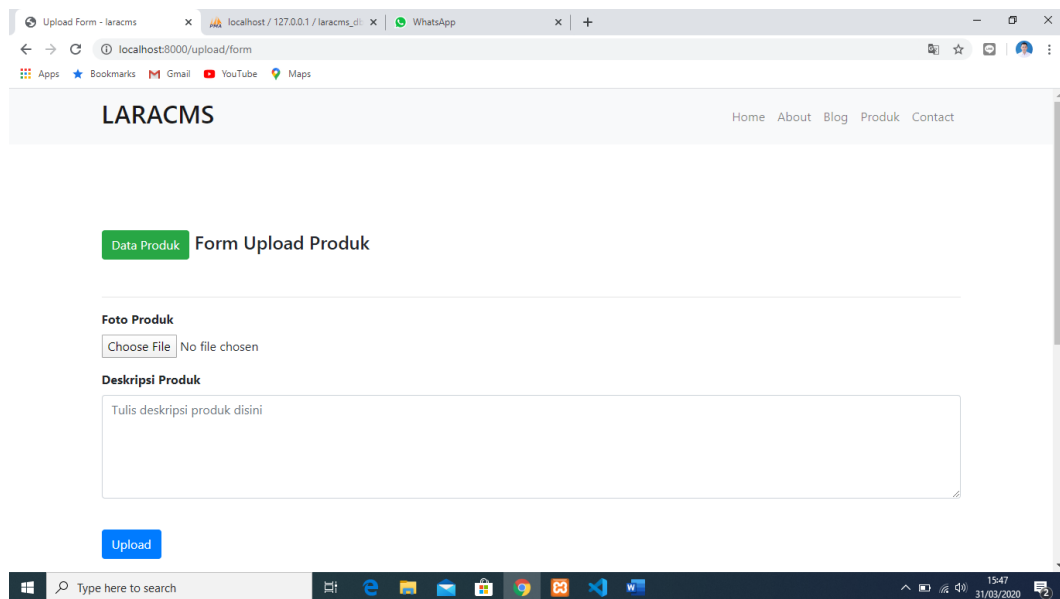 Upload Form - laracms
localhost / 127.0.0.1 / laracms_db
WhatsApp
localhost:8000/upload/form
Apps Bookmarks Gmail YouTube Maps
LARACMS
Home About Blog Produk Contact
Data Produk Form Upload Produk
Foto Produk
Choose File No file chosen
Deskripsi Produk
Tulis deskripsi produk disini
Upload
Type here to search
15:47
31/03/2020